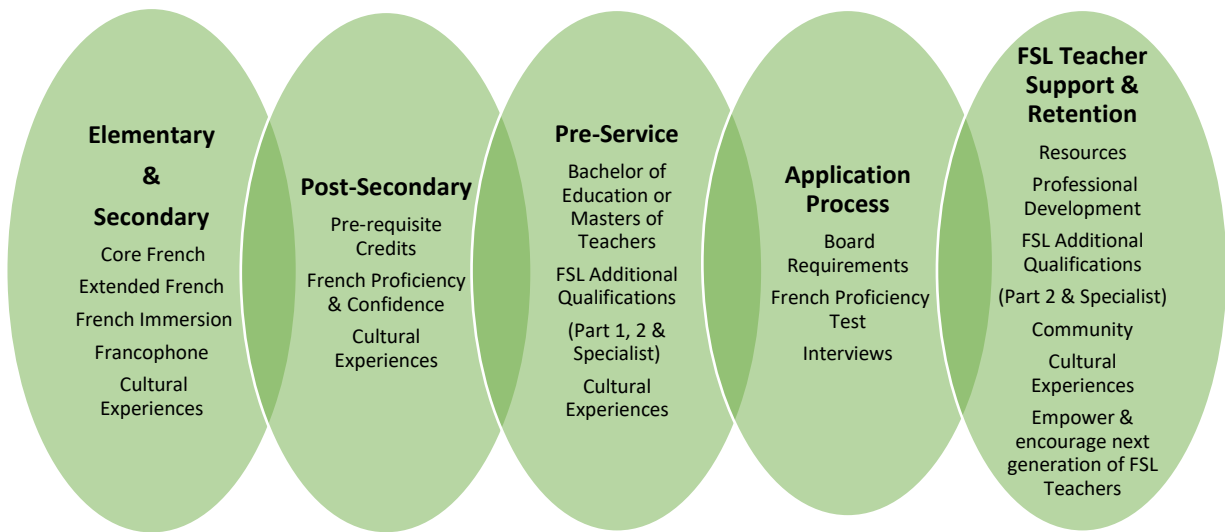 Elementary
&
Secondary
Core French
Extended French
French Immersion
Francophone
Cultural
Experiences
Post-Secondary
Pre-requisite
Credits
French Proficiency
& Confidence
Cultural
Experiences
Pre-Service
Bachelor of
Education or
Masters of
Teachers
FSL Additional
Qualifications
(Part 1, 2 &
Specialist)
Cultural
Experiences
Application
Process
Board
Requirements
French Proficiency
Test
Interviews
FSL Teacher
Support &
Retention
Resources
Professional
Development
FSL Additional
Qualifications
(Part 2 & Specialist)
Community
Cultural
Experiences
Empower &
encourage next
generation of FSL
Teachers